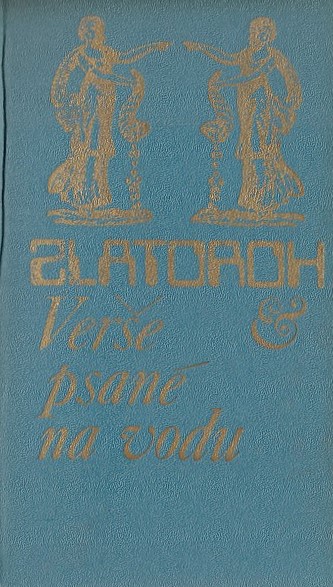 ZLATOROH
Verše &
psané
na vodu